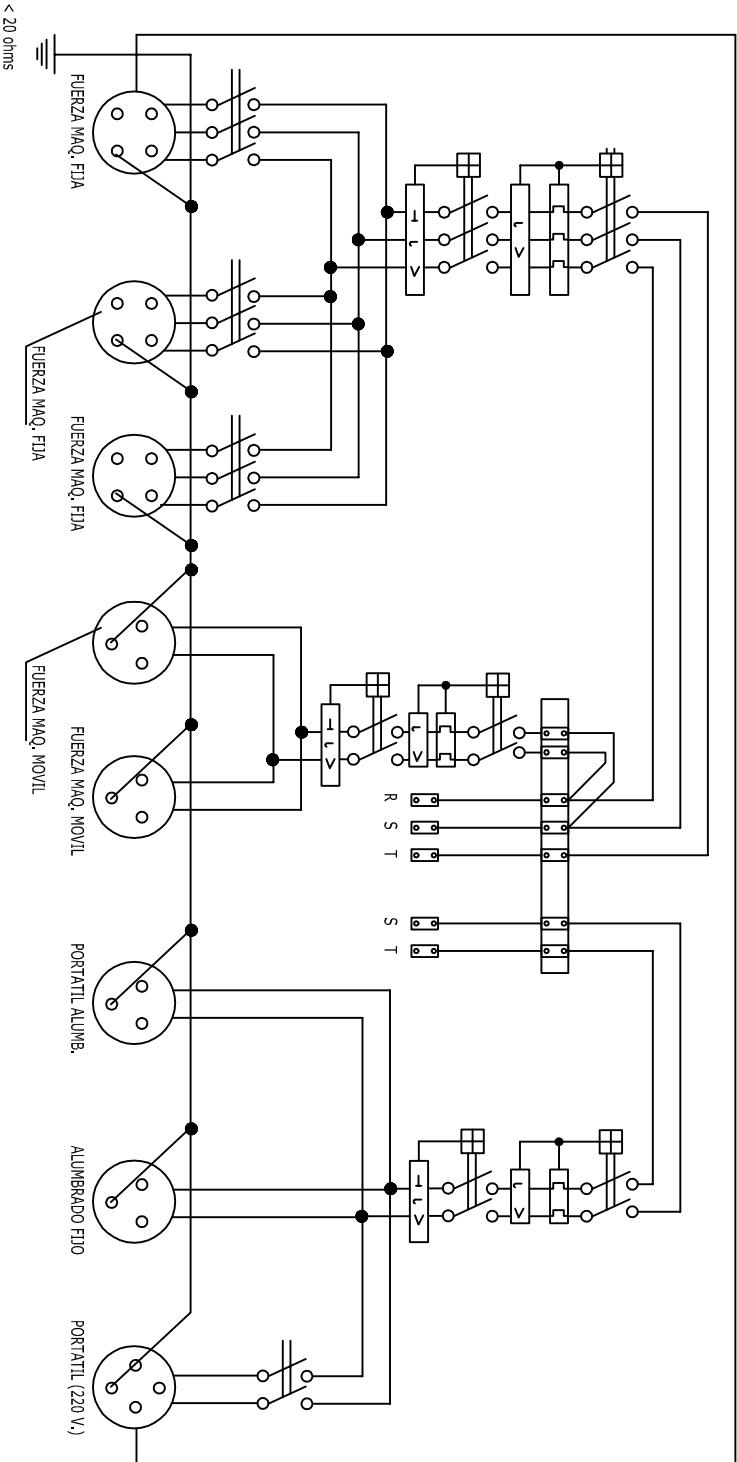 < 20 ohms
FUERZA MAQ. FIJA
FUERZA MAQ. FIJA
FUERZA MAQ. FIJA
FUERZA MAQ. MOVIL
FUERZA MAQ. MOVIL
PORTATIL ALUMB.
ALUMBRADO FIJO
PORTATIL (220 V.)
R
S
T
S
T